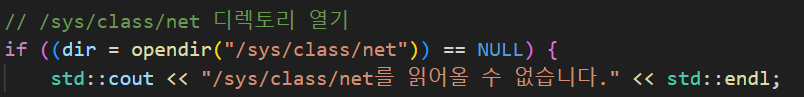 // /sys/class/net 디렉토리 열기
if ((dir = opendir("/sys/class/net")) == NULL) {
    std::cout << "/sys/class/net를 읽어올 수 없습니다." << std::endl;